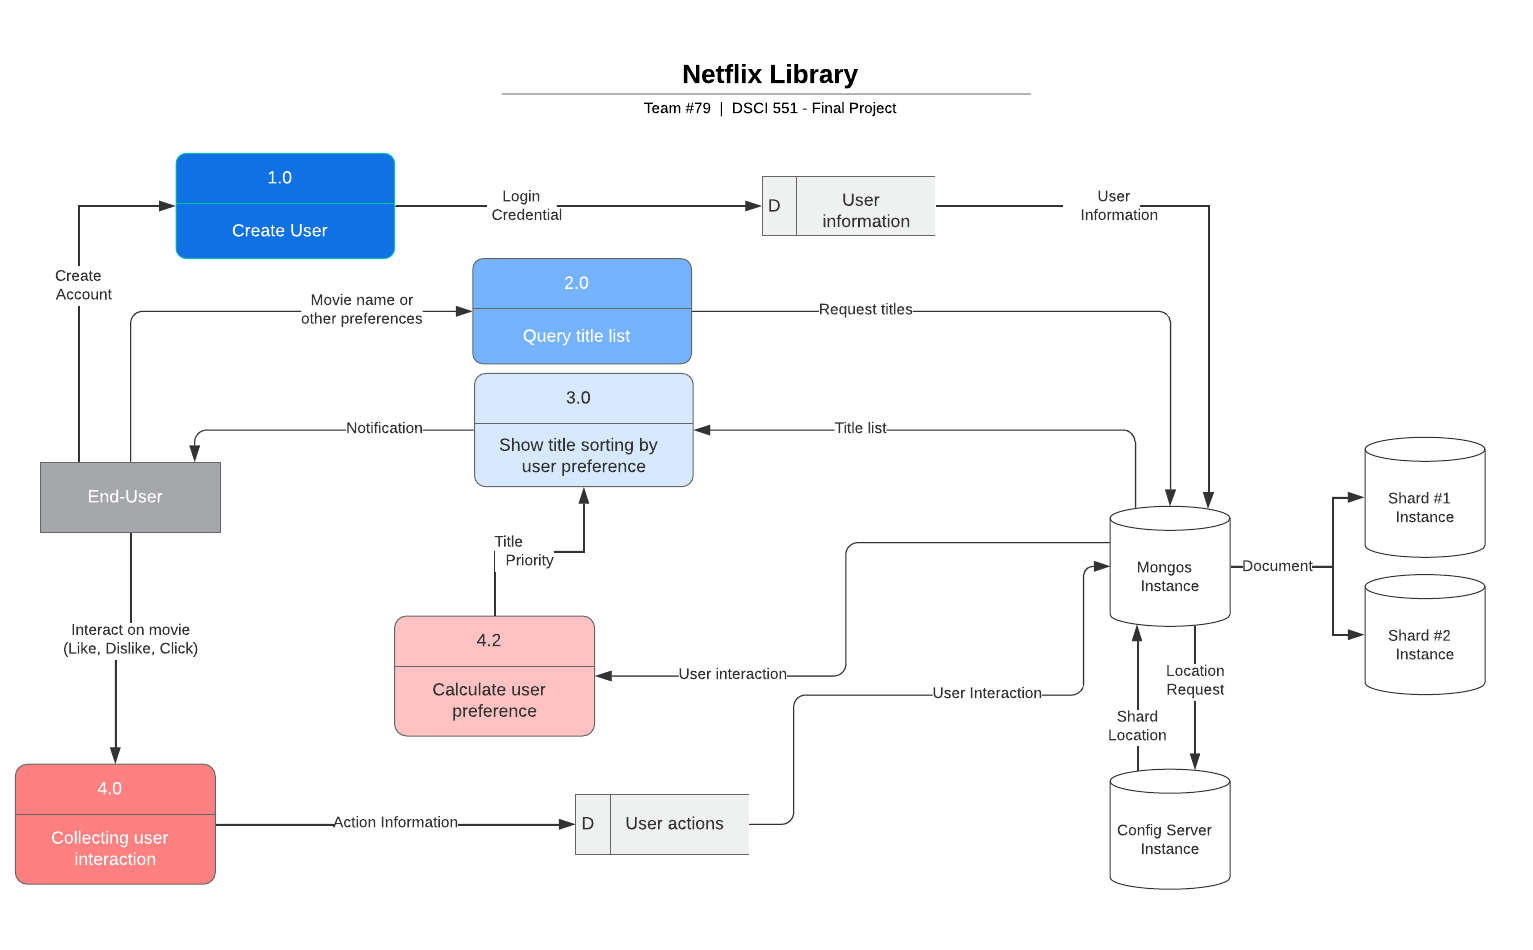 Netflix Library
Team #79 | DSCI 551 - Final Project
1.0
Create User
Login
Credential
D
User
information
User
Information
Create
Account
2.0
Query title list
Movie name or
other preferences
Request titles
3.0
Show title sorting by
user preference
Notification
Title list
End-User
Title
Priority
Shard #1
Instance
Mongos
Instance
Document
Shard #2
Instance
Interact on movie
(Like, Dislike, Click)
4.2
Calculate user
preference
User interaction
User Interaction
Location
Request
Shard
Location
4.0
Collecting user
interaction
Action Information
D
User actions
Config Server
Instance